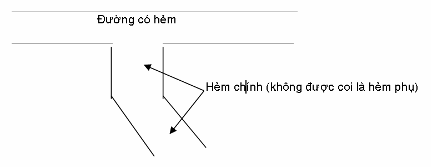 Đường có hẻm
Hẻm chính (không được coi là hẻm phụ)